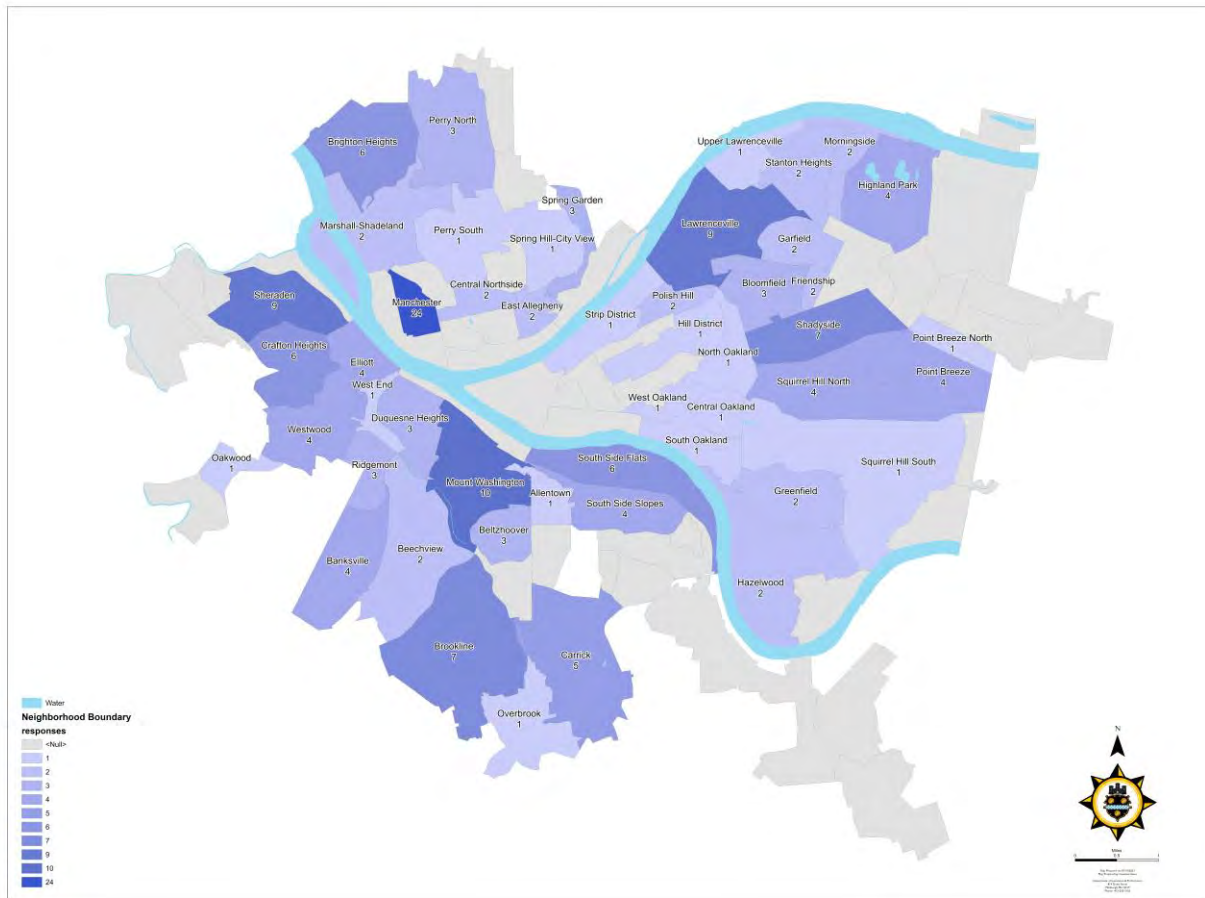 Perry North
3
Brighton Heights
6
Upper Lawrenceville
1
Morningside
2
Stanton Heights
2
Highland Park
4
Spring Garden
3
Marshall-Shadeland
2
Perry South
1
Spring Hill-City View
1
Lawrenceville
9
Garfield
2
Sheraden
9
Manchester
24
Central Northside
2
East Allegheny
2
Polish Hill
2
Bloomfield
3
Friendship
2
Strip District
1
Hill District
1
Shadyside
7
Point Breeze North
1
Crafton Heights
6
Elliott
4
North Oakland
1
Point Breeze
4
Squirrel Hill North
4
West End
1
West Oakland
1
Central Oakland
1
Duquesne Heights
3
Westwood
4
South Oakland
1
Oakwood
1
Ridgemont
3
South Side Flats
6
Squirrel Hill South
1
Mount Washington
10
Allentown
1
Greenfield
2
South Side Slopes
4
Beltzhoover
3
Banksville
4
Beechview
2
Hazelwood
2
Brookline
7
Carrick
5
Overbrook
1
Water
Neighborhood Boundary
responses
<Null>
1
2
3
4
5
6
7
9
10
24
N
Miles
0 0.5 1